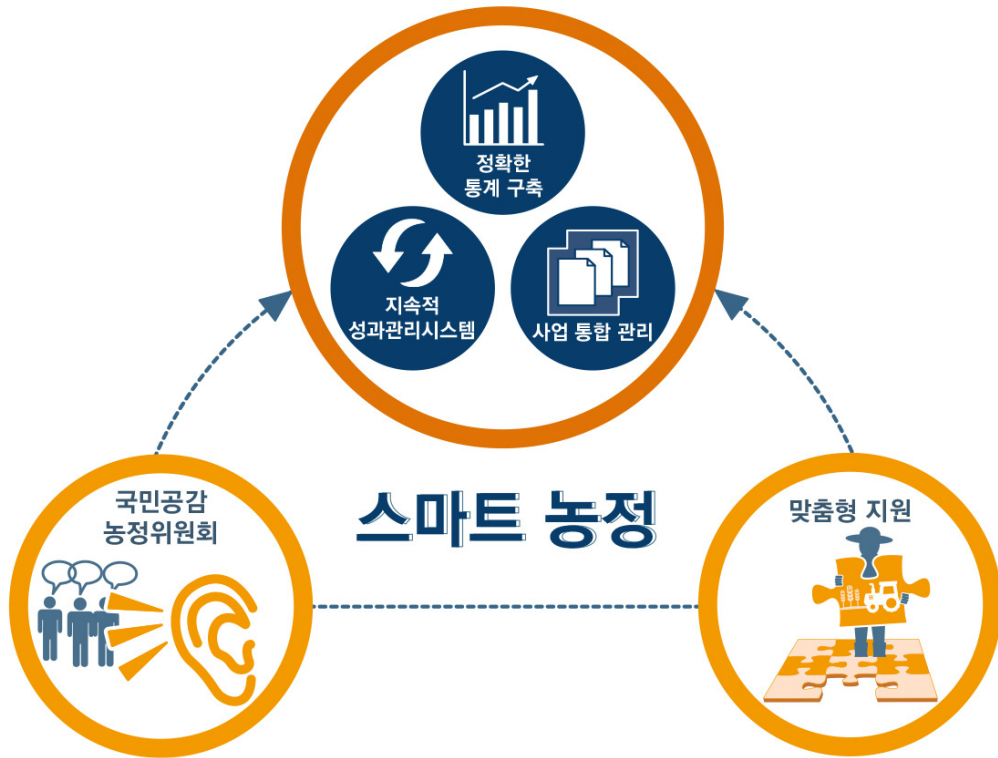 정확한
통계 구축
지속적
성과관리시스템
사업 통합 관리
국민공감
농정위원회
스마트 농정
맞춤형 지원